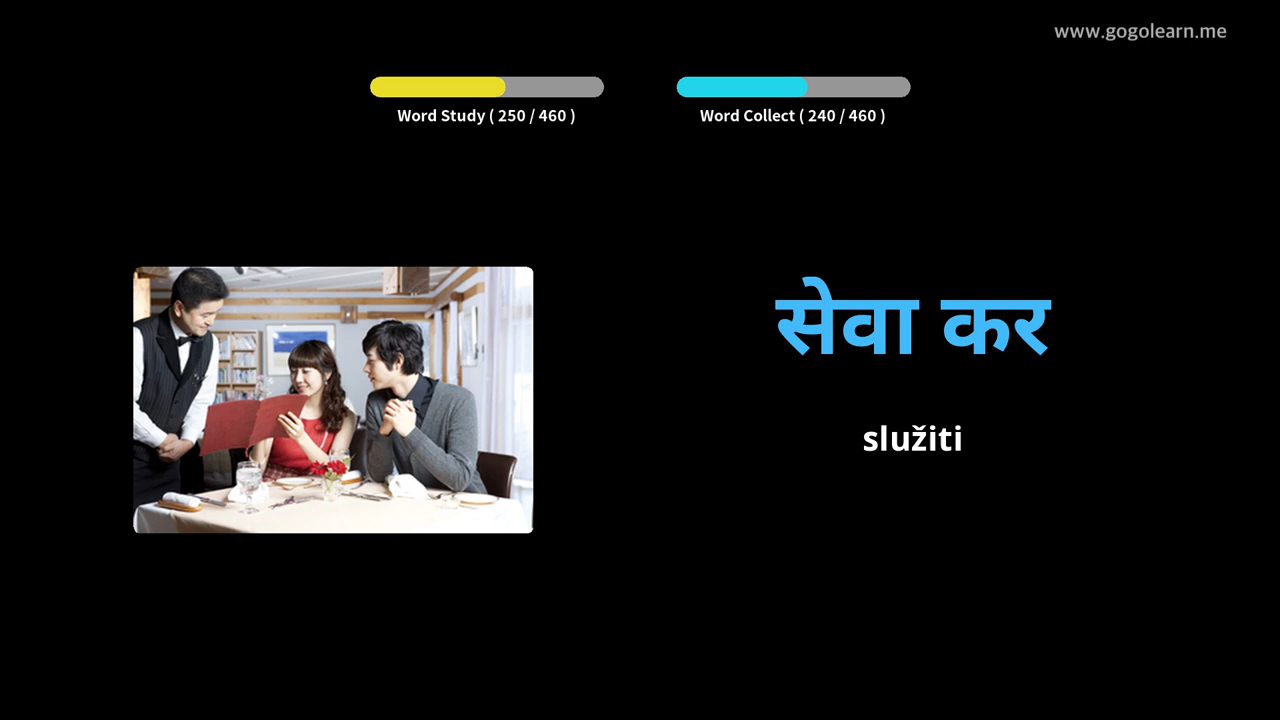 www.gogolearn.me
Word Study ( 250 / 460 )
Word Collect ( 240 / 460 )
सेवा कर
služiti